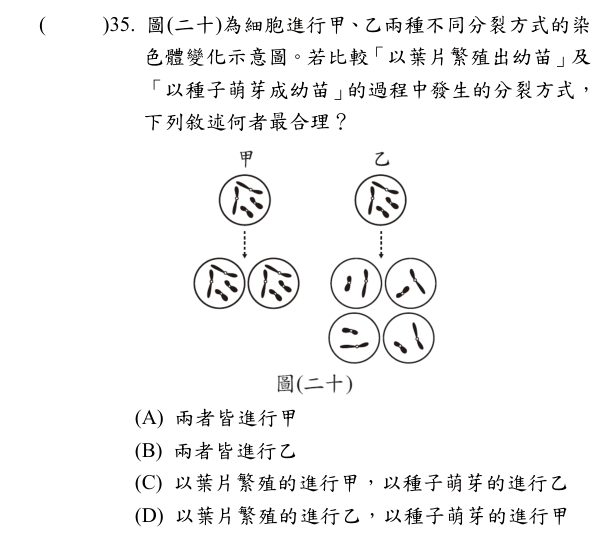 (　　)35. 圖(二十)為細胞進行甲、乙兩種不同分裂方式的染
色體變化示意圖。若比較「以葉片繁殖出幼苗」及
「以種子萌芽成幼苗」的過程中發生的分裂方式，
下列敘述何者最合理？
甲 乙
圖(二十)
(A) 兩者皆進行甲
(B) 兩者皆進行乙
(C) 以葉片繁殖的進行甲，以種子萌芽的進行乙
(D) 以葉片繁殖的進行乙，以種子萌芽的進行甲